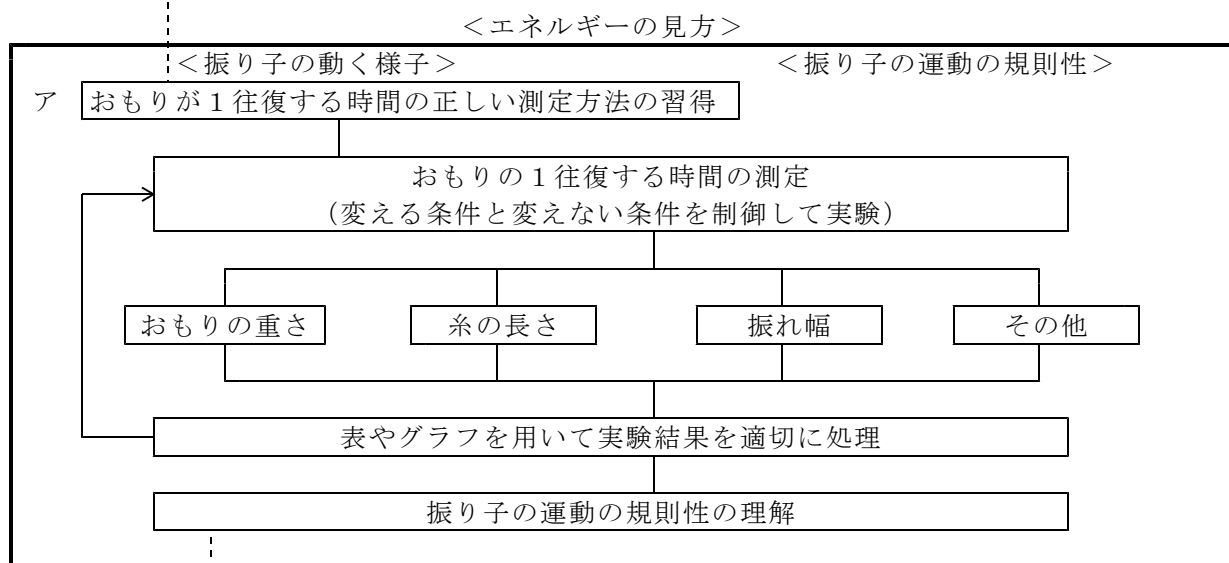 ＜エネルギーの見方＞
＜振り子の動く様子＞
＜振り子の運動の規則性＞
ア
おもりが１往復する時間の正しい測定方法の習得
おもりの１往復する時間の測定
（変える条件と変えない条件を制御して実験）
おもりの重さ
糸の長さ
振れ幅
その他
表やグラフを用いて実験結果を適切に処理
振り子の運動の規則性の理解